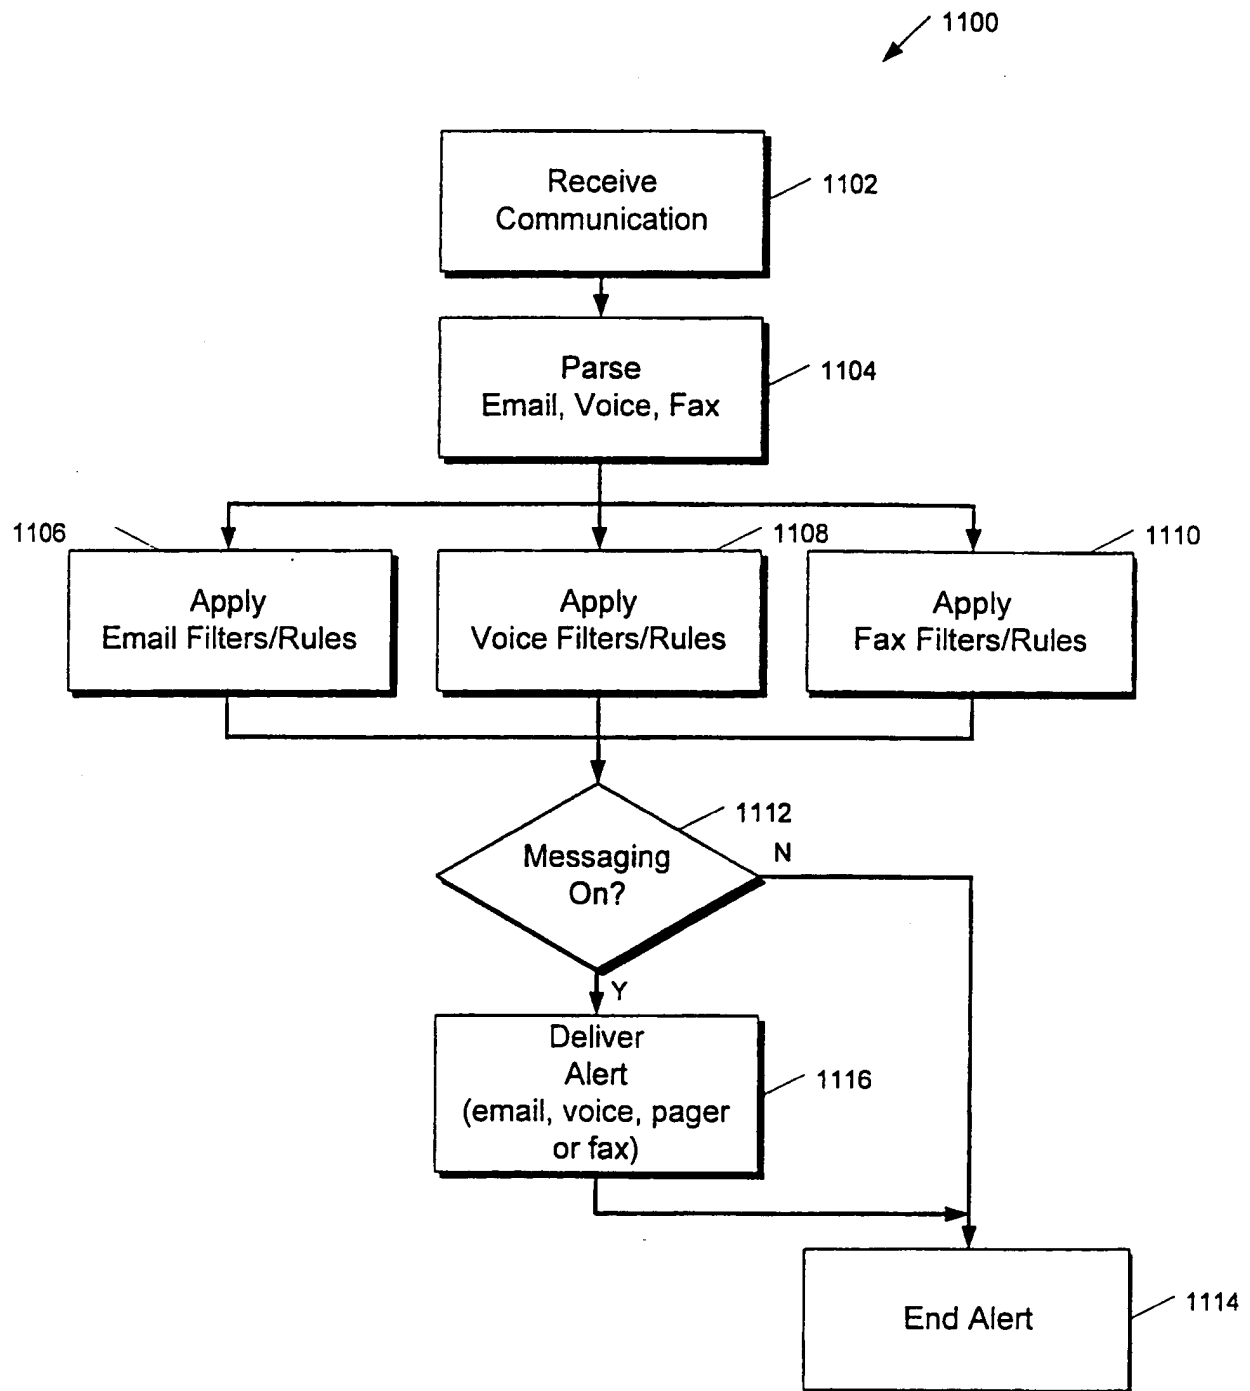 1100
Receive
Communication
1102
Parse
Email, Voice, Fax
1104
1106
1108
1110
Apply
Email Filters/Rules
Apply
Voice Filters/Rules
Apply
Fax Filters/Rules
1112
Messaging
On?
N
Y
Deliver
Alert
(email, voice, pager
or fax)
1116
End Alert
1114